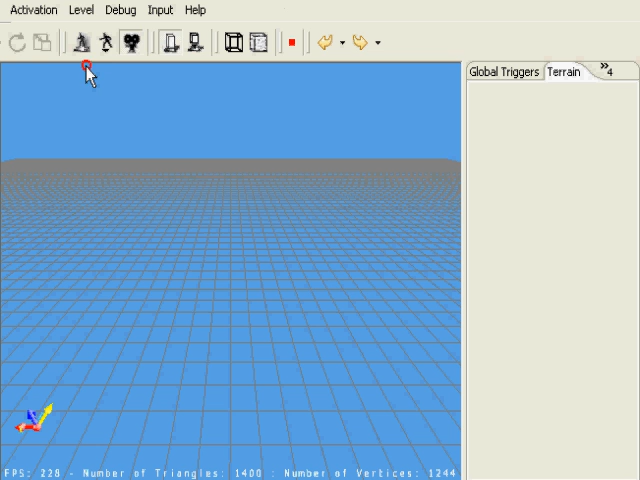 Activation Level Debug Input Help
Global Triggers Terrain »4
FPS: 228 - Number of Triangles: 1400 : Number of Vertices: 1244